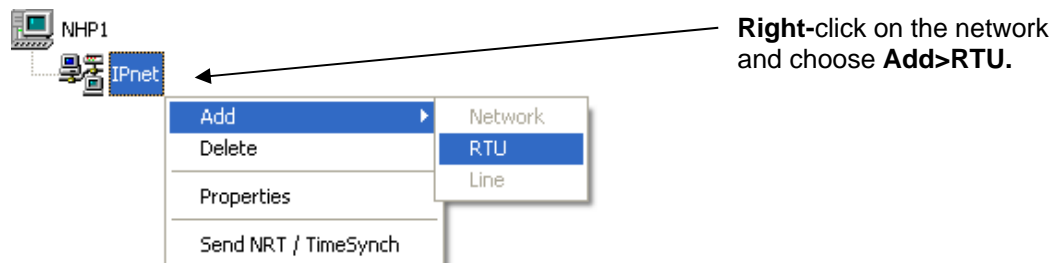 NHP1
Right-click on the network
and choose Add>RTU.
IPnet
Add
Network
Delete
RTU
Line
Properties
Send NRT / TimeSynch